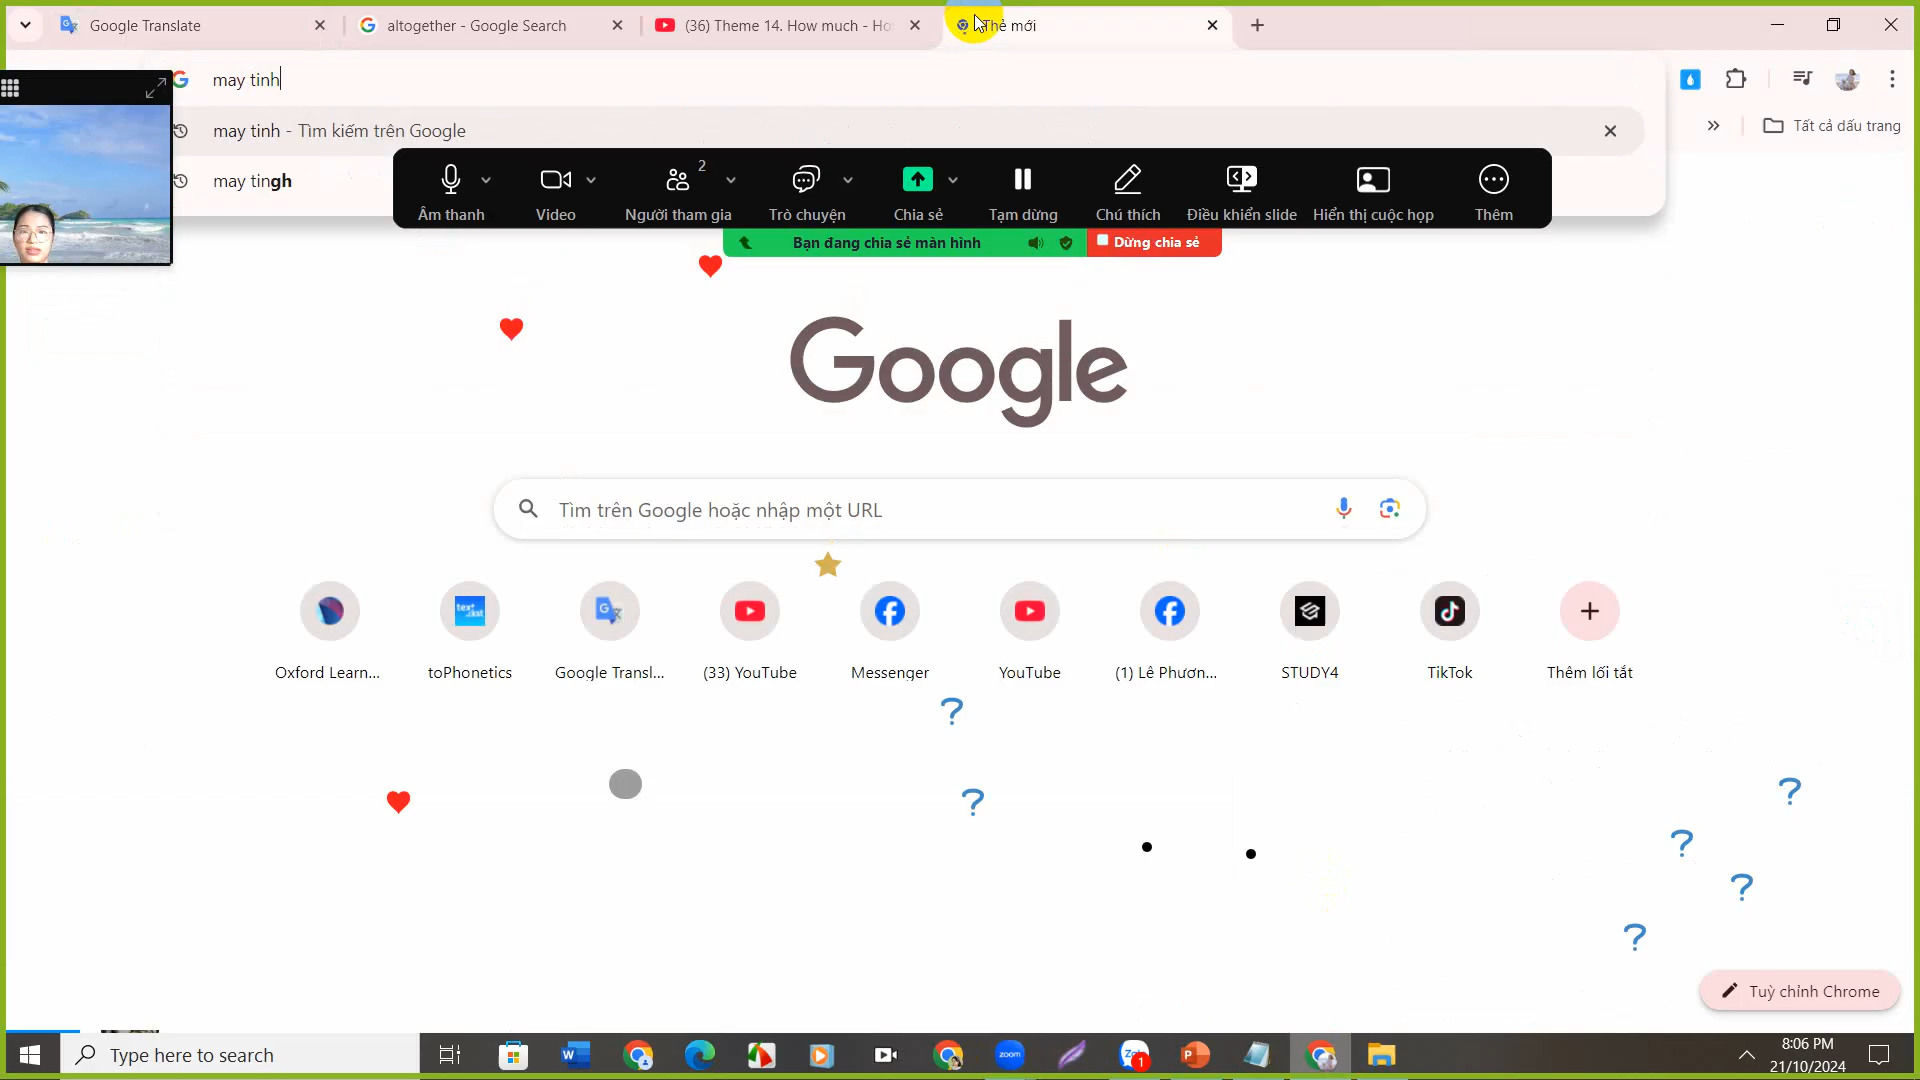 Google Translate
altogether - Google Search
(36) Theme 14. How much - Ho
Thẻ mới
may tinh
may tinh - Tìm kiếm trên Google
may tingh
Tất cả dấu trang
2
Âm thanh
Video
Người tham gia
Trò chuyện
Chia sẻ
Tạm dừng
Chú thích
Điều khiển slide
Hiển thị cuộc họp
Thêm
Bạn đang chia sẻ màn hình
Dừng chia sẻ
Google
Tìm trên Google hoặc nhập một URL
Oxford Learn...
toPhonetics
Google Transl...
(33) YouTube
Messenger
YouTube
(1) Lê Phươn...
STUDY4
TikTok
Thêm lối tắt
?
?
?
?
?
?
Tuỳ chỉnh Chrome
Type here to search
zoom
1
8:06 PM
21/10/2024